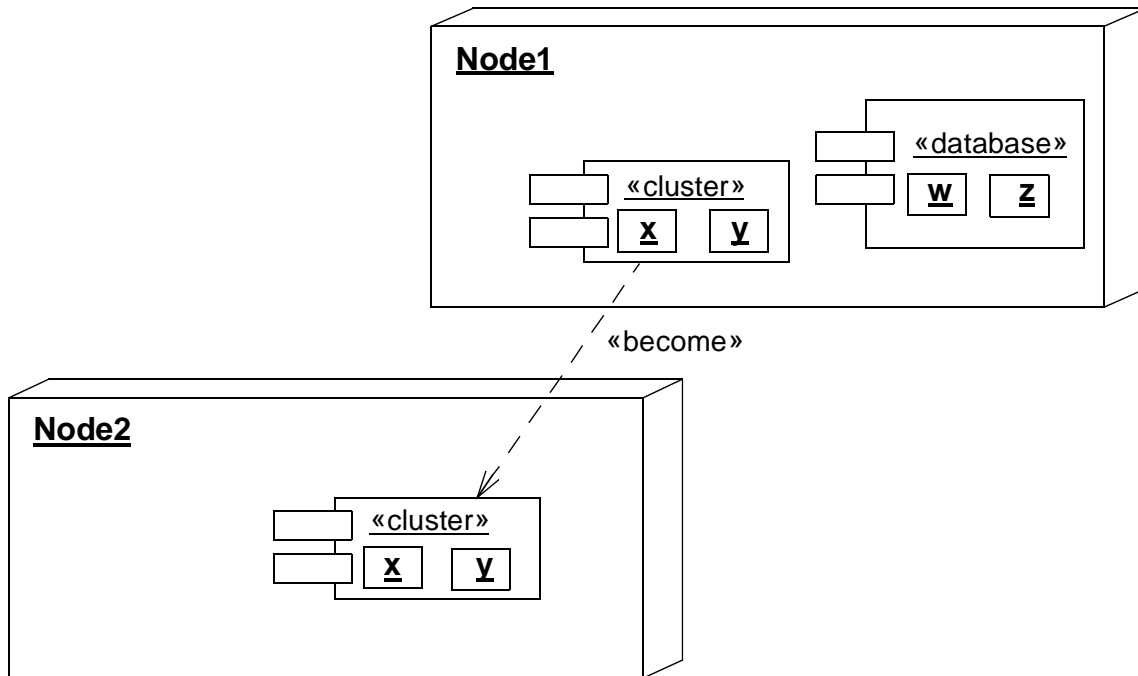 Node1
«database»
w z
«cluster»
x y
«become»
Node2
«cluster»
x y